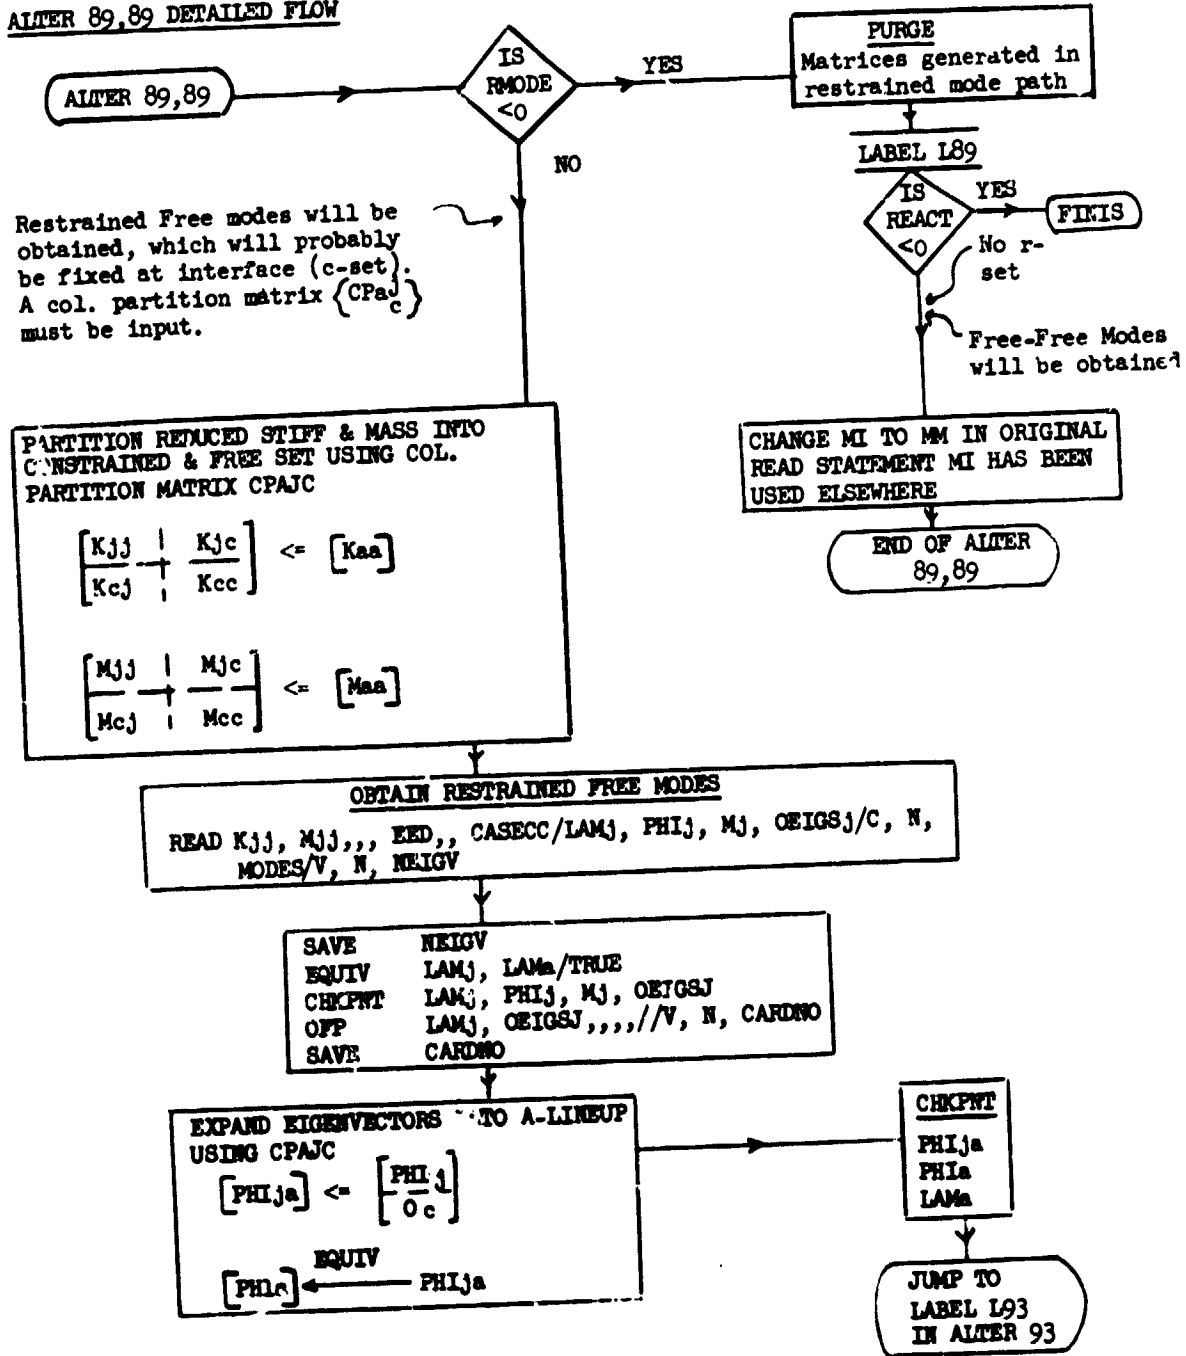 ALTER 89,89 DETAILED FLOW
ALTER 89,89
IS
RMODE
<0
YES
NO
PURGE
Matrices generated in
restrained mode path
LABEL L89
IS
REACT
<0
YES
FINIS
No r-
set
Free-Free Modes
will be obtained
CHANGE MI TO MM IN ORIGINAL
READ STATEMENT MI HAS BEEN
USED ELSEWHERE
END OF ALTER
89,89
Restrained Free modes will be
obtained, which will probably
be fixed at interface (c-set).
A col. partition matrix {CPa^j_c}
must be input.
PARTITION REDUCED STIFF & MASS INTO
CONSTRAINED & FREE SET USING COL.
PARTITION MATRIX CPAJC
[Kjj | Kjc] <= [Kaa]
[Kcj | Kcc]
[Mjj | Mjc] <= [Maa]
[Mcj | Mcc]
OBTAIN RESTRAINED FREE MODES
READ Kjj, Mjj,,, EED,, CASECC/LAMj, PHIj, Mj, OEIGSj/C, N,
MODES/V, N, NEIGV
SAVE NEIGV
EQUIV LAMj, LAMa/TRUE
CHKPNT LAMj, PHIj, Mj, OEIGSJ
OFP LAMj, OEIGSJ,,,,//V, N, CARDNO
SAVE CARDNO
EXPAND EIGENVECTORS TO A-LINEUP
USING CPAJC
[PHIja] <= [PHIj]
[0c]
EQUIV
[PHIa] PHIja
CHKPNT
PHIja
PHIa
LAMa
JUMP TO
LABEL L93
IN ALTER 93